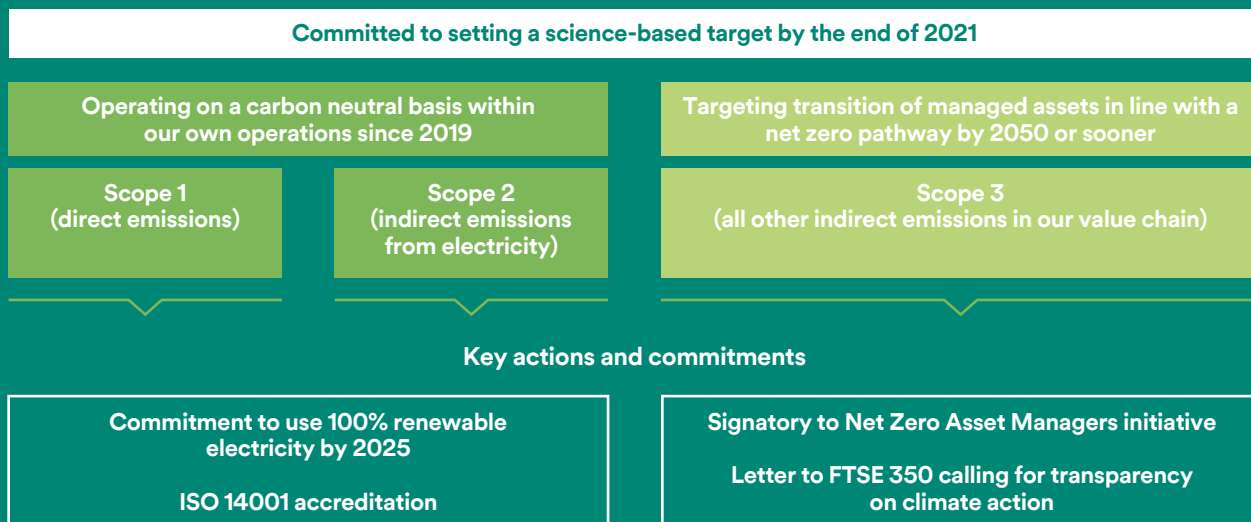 Committed to setting a science-based target by the end of 2021
Operating on a carbon neutral basis within
our own operations since 2019
Targeting transition of managed assets in line with a
net zero pathway by 2050 or sooner
Scope 1
(direct emissions)
Scope 2
(indirect emissions
from electricity)
Scope 3
(all other indirect emissions in our value chain)
Key actions and commitments
Commitment to use 100% renewable
electricity by 2025
ISO 14001 accreditation
Signatory to Net Zero Asset Managers initiative
Letter to FTSE 350 calling for transparency
on climate action